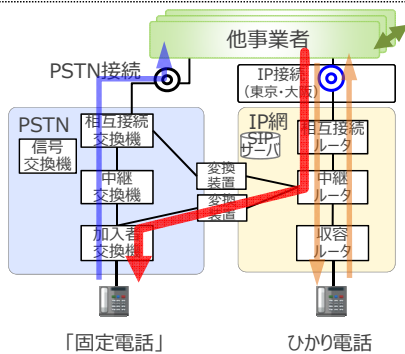 他事業者
PSTN接続
IP接続
（東京・大阪）
PSTN
信号
交換機
相互接続
交換機
中継
交換機
加入者
交換機
変換
装置
変換
装置
IP網
SIP
サーバ
相互接続
ルータ
中継
ルータ
収容
ルータ
「固定電話」
ひかり電話